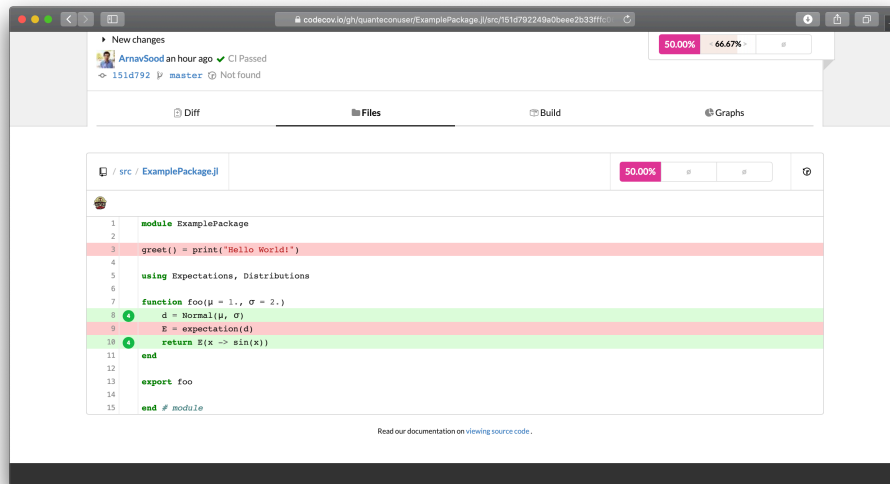 codecov.io/gh/quanteconuser/ExamplePackage.jl/src/151d792249a0beee2b33fffc
New changes
50.00% < 66.67% > ø
ArnavSood an hour ago ✔ CI Passed
151d792 master Not found
Diff Files Build Graphs
/ src / ExamplePackage.jl 50.00% ø ø
1 module ExamplePackage
2
3 greet() = print("Hello World!")
4
5 using Expectations, Distributions
6
7 function foo(μ = 1., σ = 2.)
8 4 d = Normal(μ, σ)
9 E = expectation(d)
10 4 return E(x -> sin(x))
11 end
12
13 export foo
14
15 end # module
Read our documentation on viewing source code .